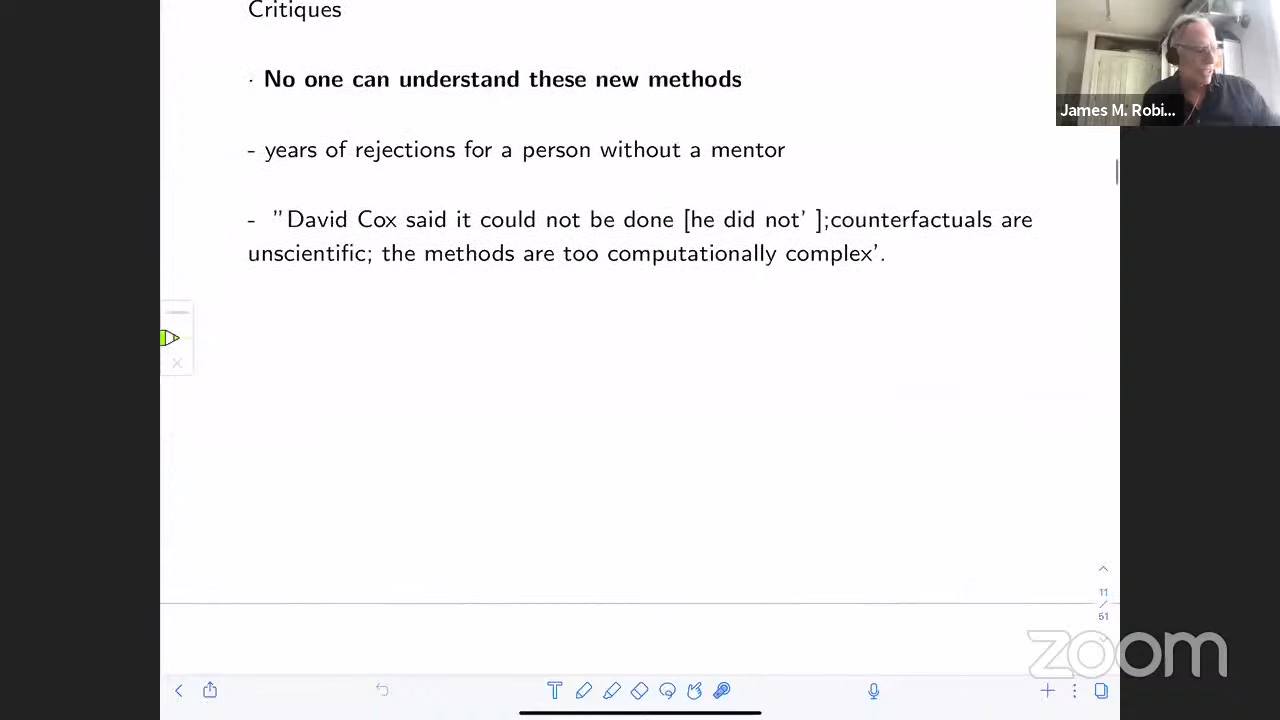 Critiques
· No one can understand these new methods
- years of rejections for a person without a mentor
- "David Cox said it could not be done [he did not' ];counterfactuals are
unscientific; the methods are too computationally complex'.
James M. Robi...
11
/
51
zoom